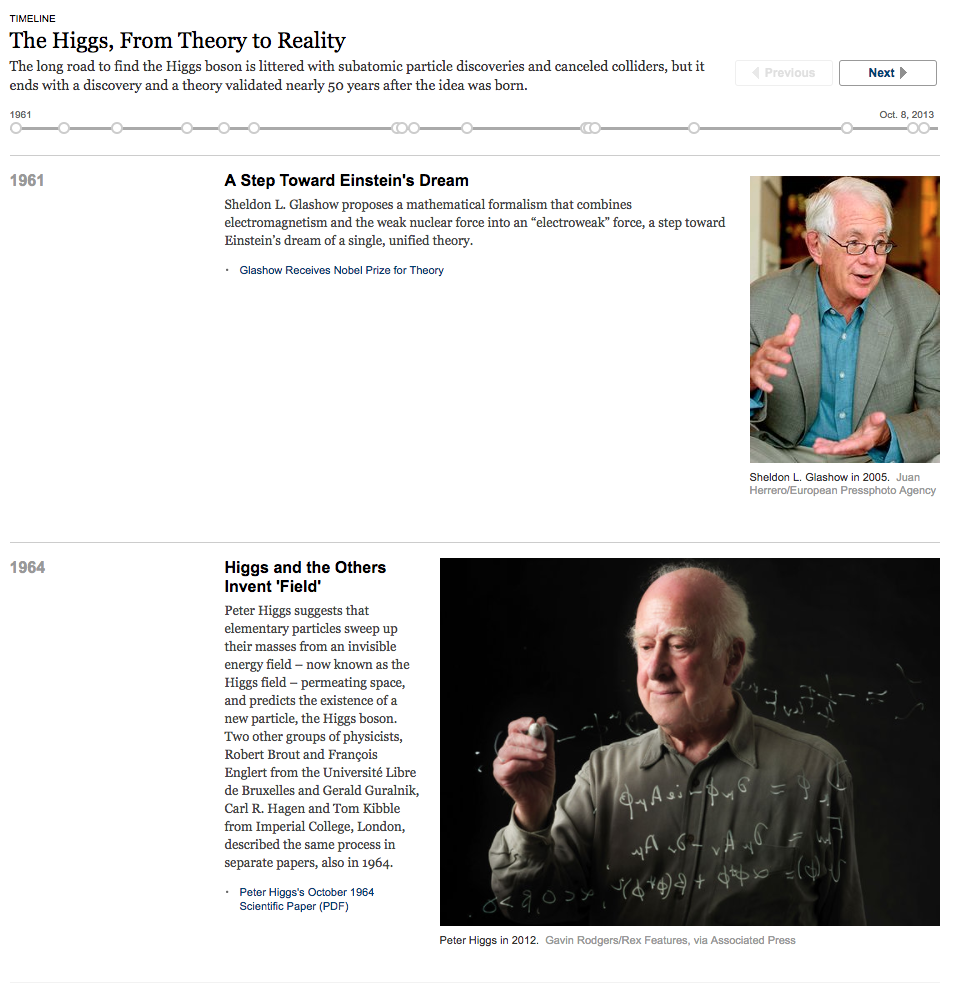 TIMELINE
The Higgs, From Theory to Reality
The long road to find the Higgs boson is littered with subatomic particle discoveries and canceled colliders, but it
ends with a discovery and a theory validated nearly 50 years after the idea was born.
Previous
Next
1961
Oct. 8, 2013
1961
A Step Toward Einstein's Dream
Sheldon L. Glashow proposes a mathematical formalism that combines
electromagnetism and the weak nuclear force into an “electroweak” force, a step toward
Einstein’s dream of a single, unified theory.
• Glashow Receives Nobel Prize for Theory
Sheldon L. Glashow in 2005. Juan
Herrero/European Pressphoto Agency
1964
Higgs and the Others
Invent 'Field'
Peter Higgs suggests that
elementary particles sweep up
their masses from an invisible
energy field – now known as the
Higgs field – permeating space,
and predicts the existence of a
new particle, the Higgs boson.
Two other groups of physicists,
Robert Brout and François
Englert from the Université Libre
de Bruxelles and Gerald Guralnik,
Carl R. Hagen and Tom Kibble
from Imperial College, London,
described the same process in
separate papers, also in 1964.
• Peter Higgs's October 1964
Scientific Paper (PDF)
Peter Higgs in 2012. Gavin Rodgers/Rex Features, via Associated Press